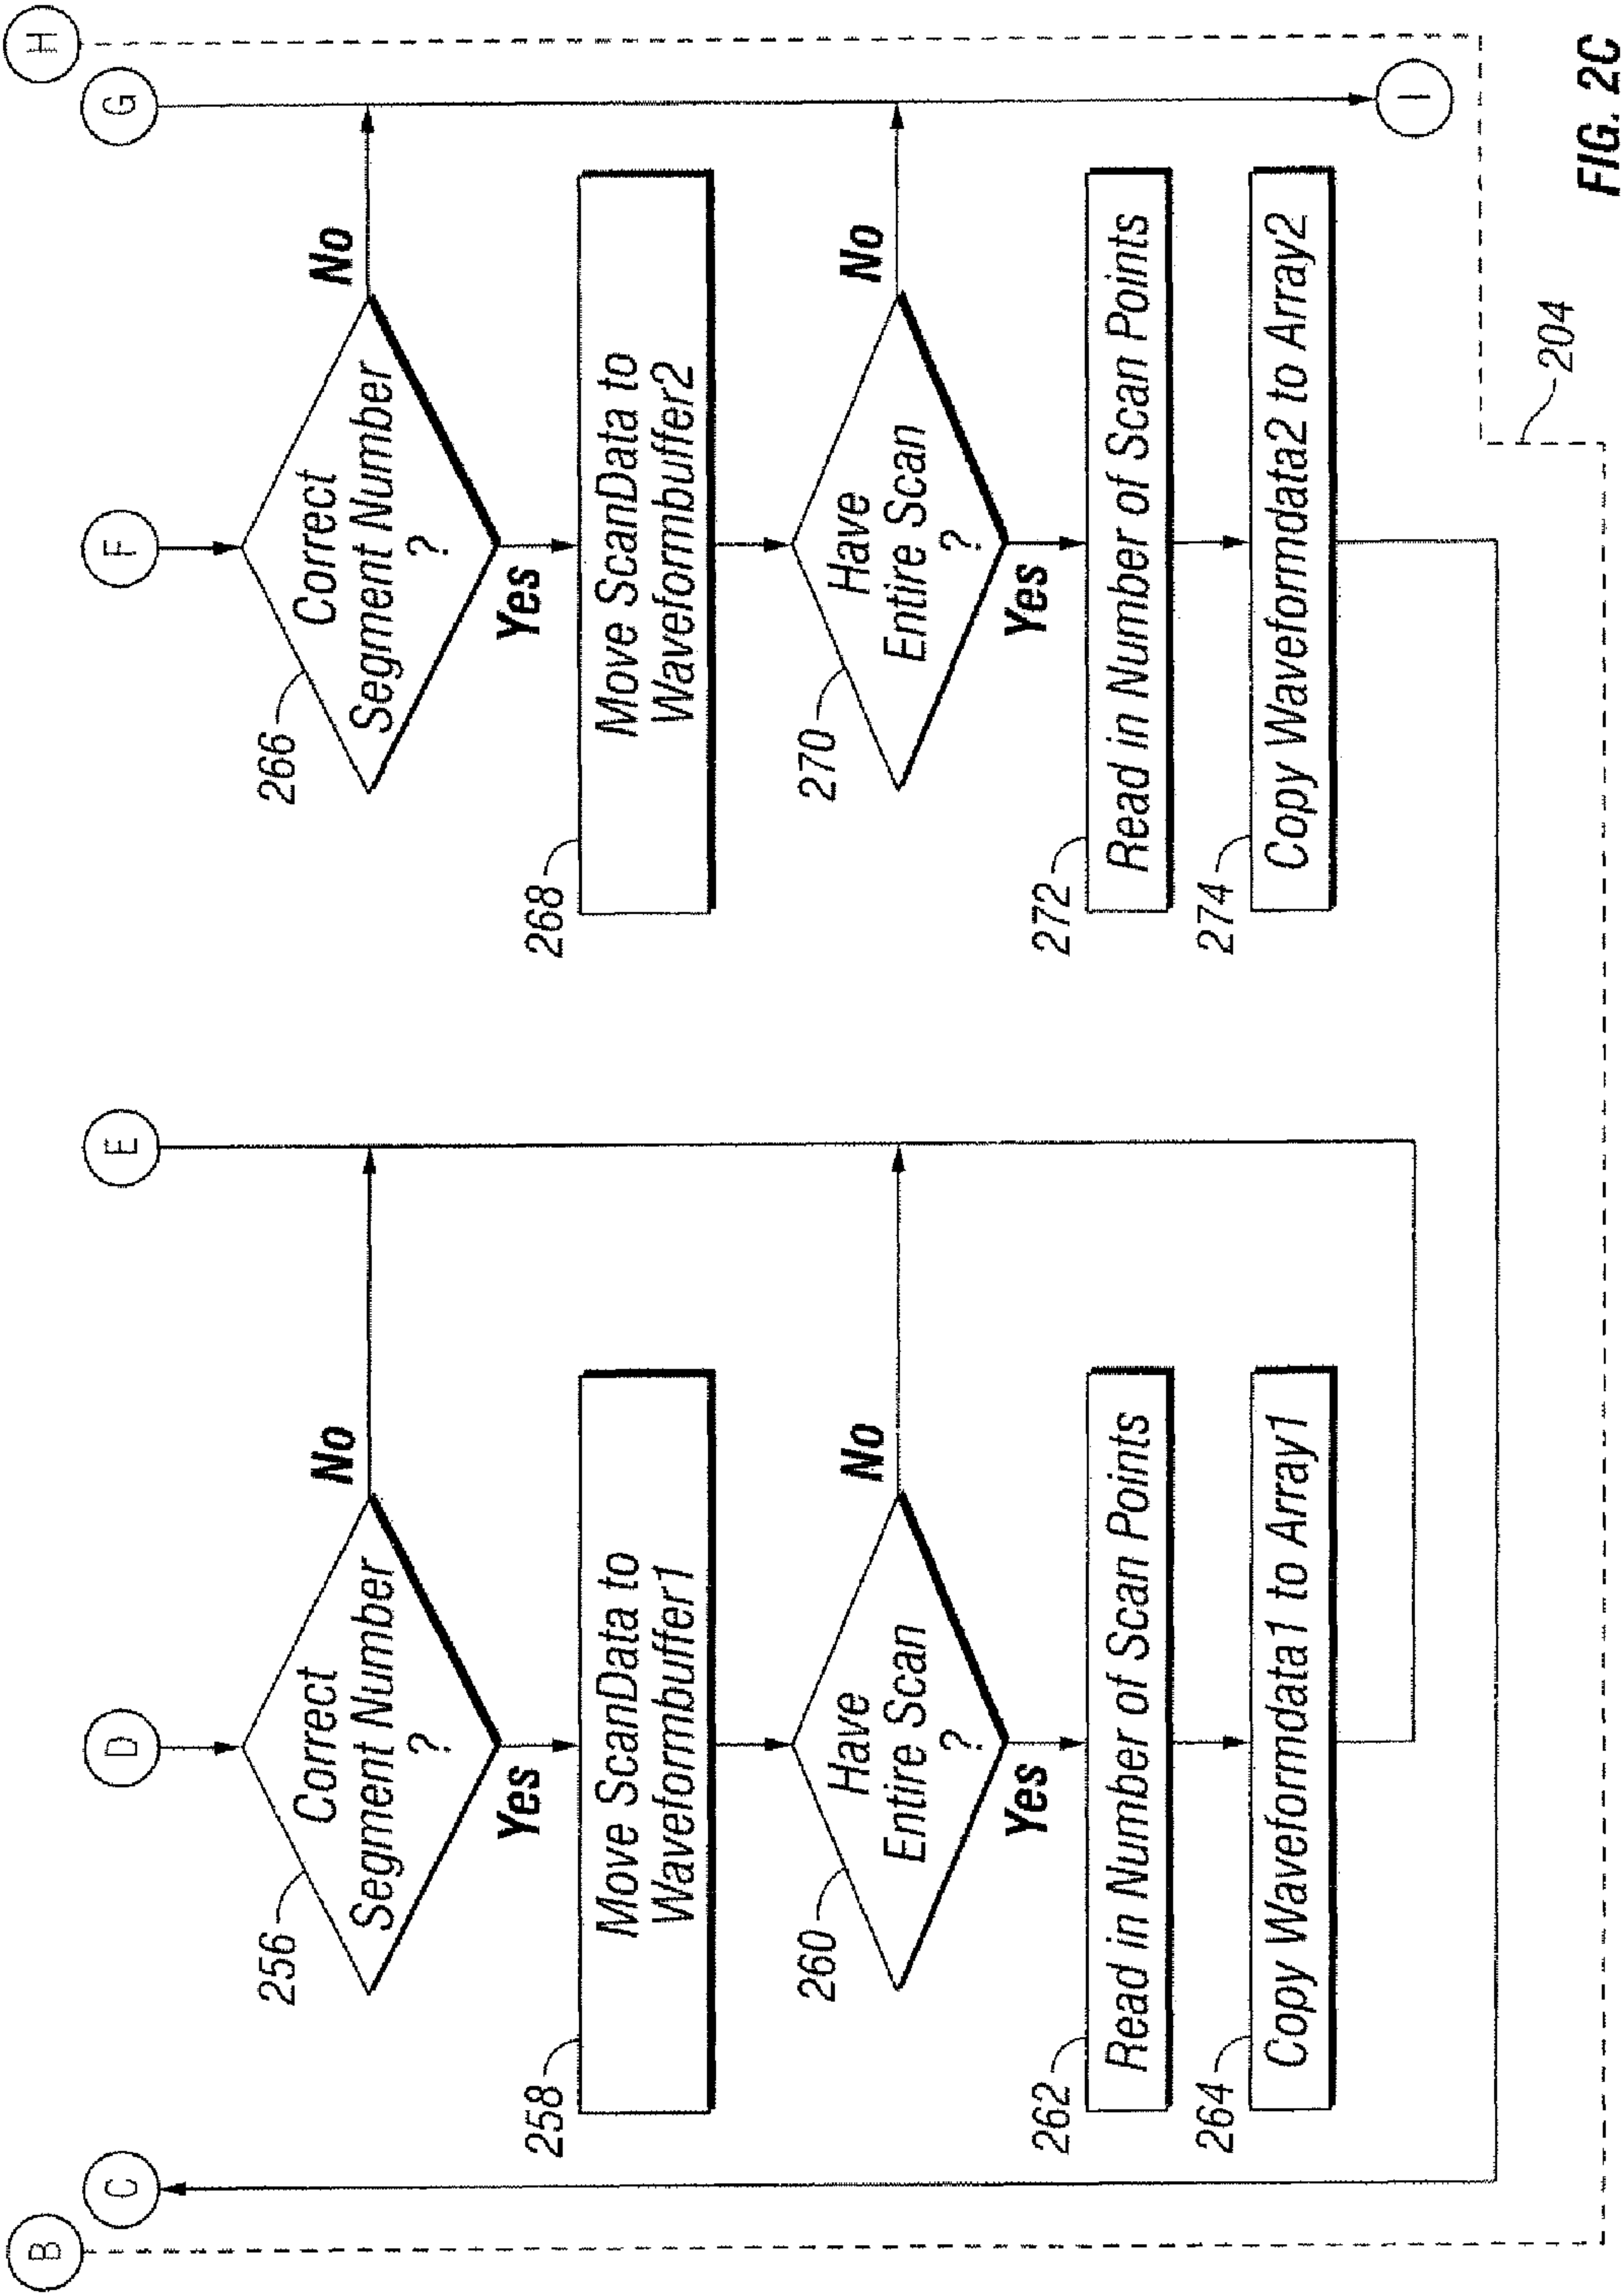 B
C
D
E
F
G
H
256
Correct
Segment Number
?
No
Yes
258
Move ScanData to
Waveformbuffer1
260
Have
Entire Scan
?
No
Yes
262
Read in Number of Scan Points
264
Copy Waveformdata1 to Array1
266
Correct
Segment Number
?
No
Yes
268
Move ScanData to
Waveformbuffer2
270
Have
Entire Scan
?
No
Yes
272
Read in Number of Scan Points
274
Copy Waveformdata2 to Array2
I
204
FIG. 2C